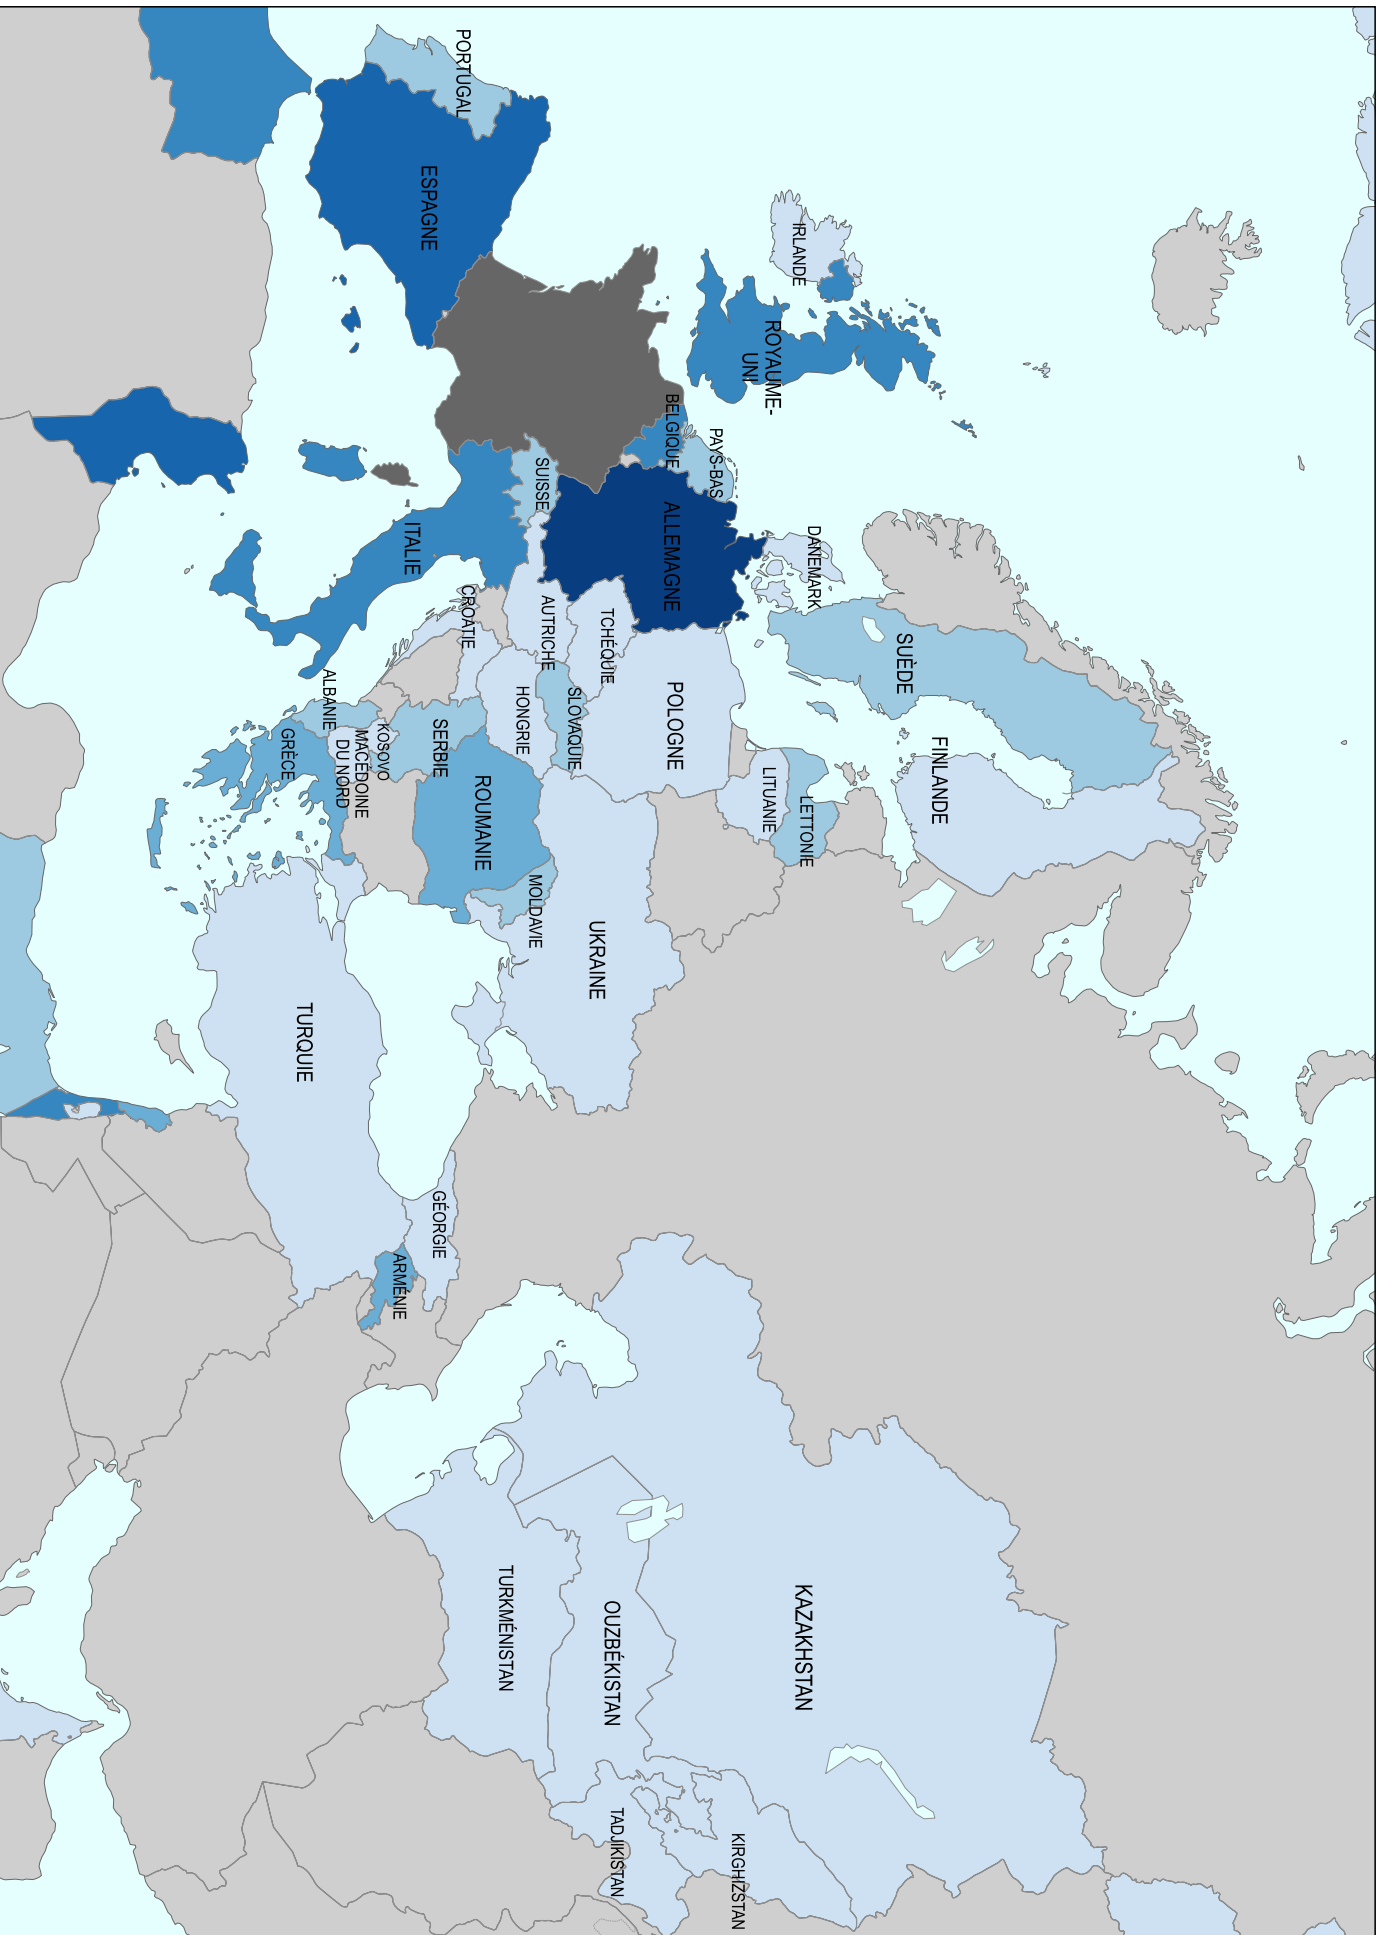 SUÈDE
FINLANDE
DANEMARK
LETTONIE
LITUANIE
IRLANDE
ROYAUME-
UNI
PAYS-BAS
BELGIQUE
ALLEMAGNE
POLOGNE
TCHÉQUIE
SLOVAQUIE
AUTRICHE
HONGRIE
SUISSE
UKRAINE
MOLDAVIE
ROUMANIE
KAZAKHSTAN
KIRGHIZSTAN
OUZBÉKISTAN
TADJIKISTAN
TURKMÉNISTAN
PORTUGAL
ESPAGNE
ITALIE
CROATIE
SERBIE
KOSOVO
MACÉDOINE
DU NORD
ALBANIE
GRÈCE
GÉORGIE
ARMÉNIE
TURQUIE